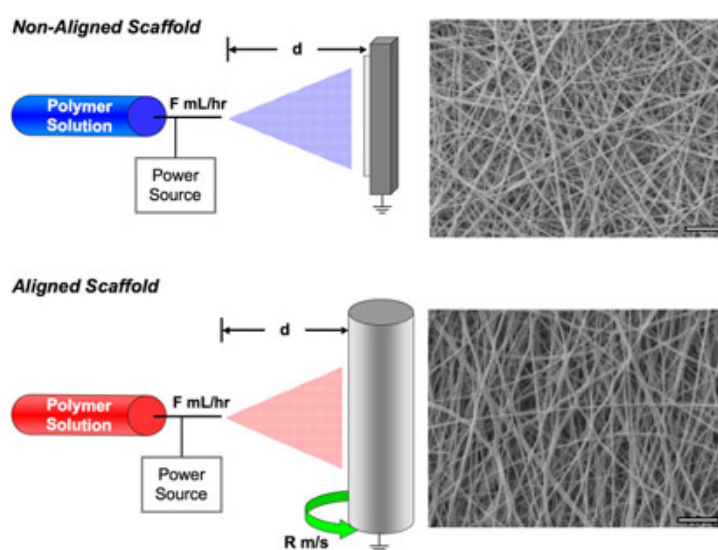 Non-Aligned Scaffold
d
F mL/hr
Polymer
Solution
Power
Source
Aligned Scaffold
d
F mL/hr
Polymer
Solution
Power
Source
R m/s